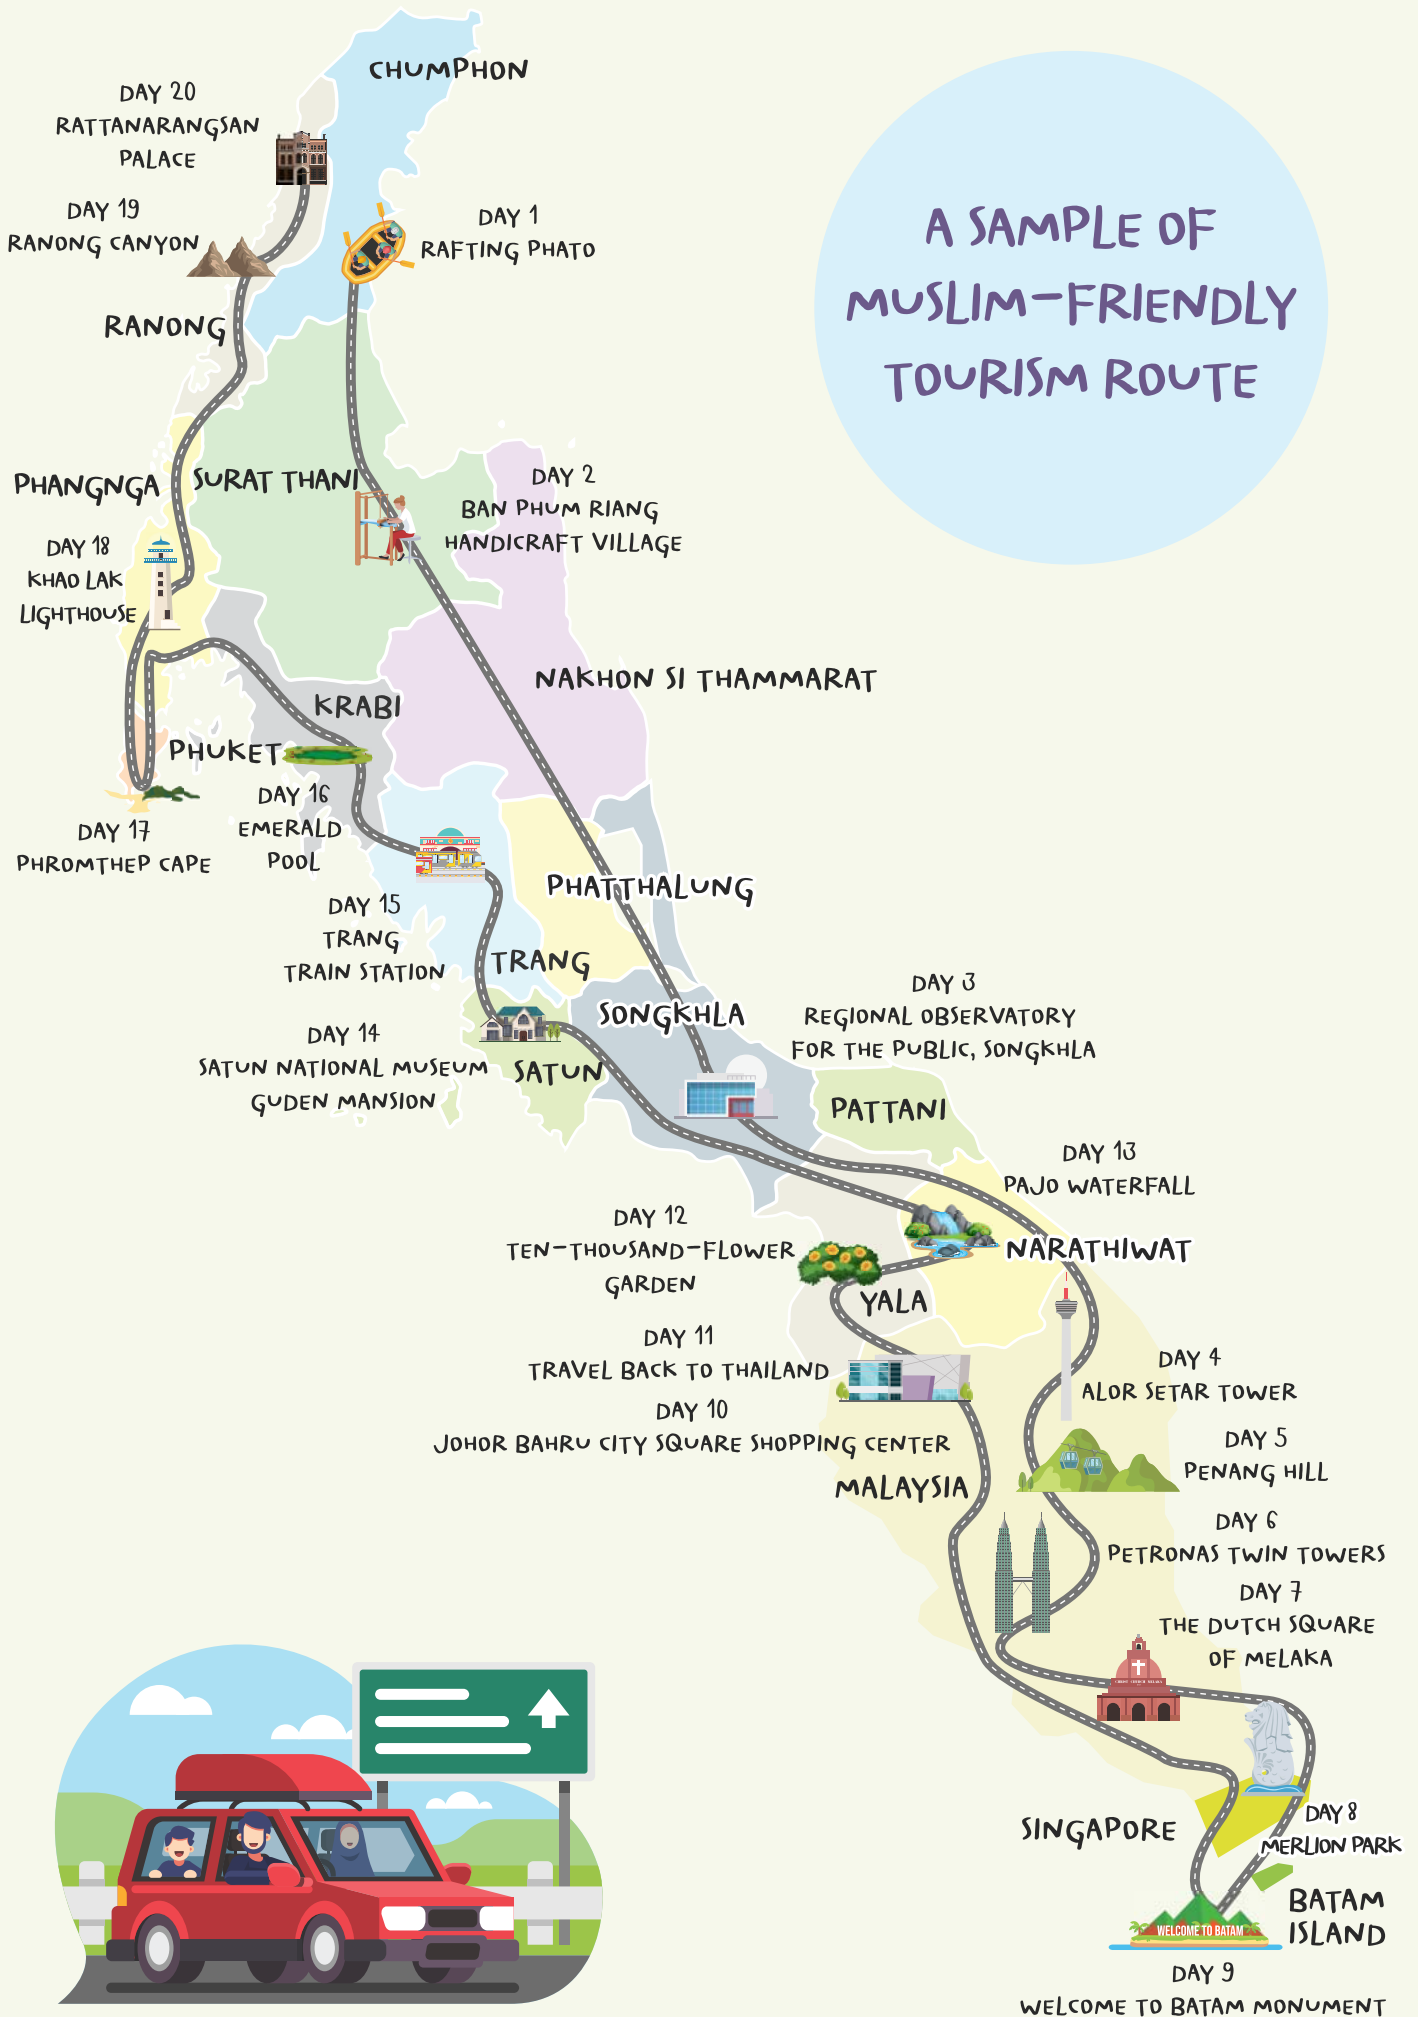 A SAMPLE OF
MUSLIM-FRIENDLY
TOURISM ROUTE
CHUMPHON
DAY 20
RATTANARANGSAN
PALACE
DAY 19
RANONG CANYON
DAY 1
RAFTING PHATO
RANONG
PHANGNGA
SURAT THANI
DAY 2
BAN PHUM RIANG
HANDICRAFT VILLAGE
DAY 18
KHAO LAK
LIGHTHOUSE
NAKHON SI THAMMARAT
KRABI
PHUKET
DAY 16
EMERALD
POOL
DAY 17
PHROMTHEP CAPE
PHATTHALUNG
DAY 15
TRANG
TRAIN STATION
TRANG
DAY 3
REGIONAL OBSERVATORY
FOR THE PUBLIC, SONGKHLA
SONGKHLA
DAY 14
SATUN NATIONAL MUSEUM
GUDEN MANSION
SATUN
PATTANI
DAY 13
PAJO WATERFALL
DAY 12
TEN-THOUSAND-FLOWER
GARDEN
NARATHIWAT
YALA
DAY 11
TRAVEL BACK TO THAILAND
DAY 4
ALOR SETAR TOWER
DAY 10
JOHOR BAHRU CITY SQUARE SHOPPING CENTER
DAY 5
PENANG HILL
MALAYSIA
DAY 6
PETRONAS TWIN TOWERS
DAY 7
THE DUTCH SQUARE
OF MELAKA
CHRIST CHURCH MELAKA
SINGAPORE
DAY 8
MERLION PARK
BATAM
ISLAND
WELCOME TO BATAM
DAY 9
WELCOME TO BATAM MONUMENT